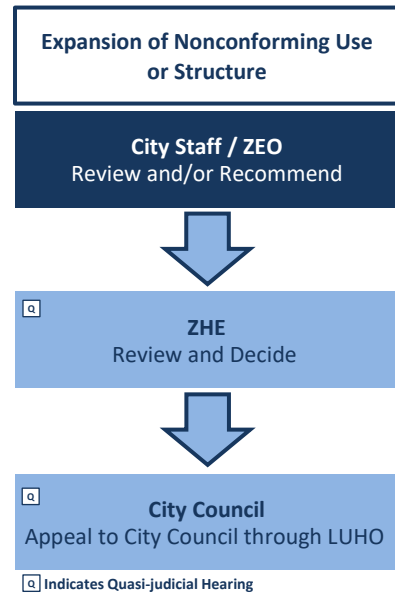 Expansion of Nonconforming Use
or Structure
City Staff / ZEO
Review and/or Recommend
Q
ZHE
Review and Decide
Q
City Council
Appeal to City Council through LUHO
Q Indicates Quasi-judicial Hearing